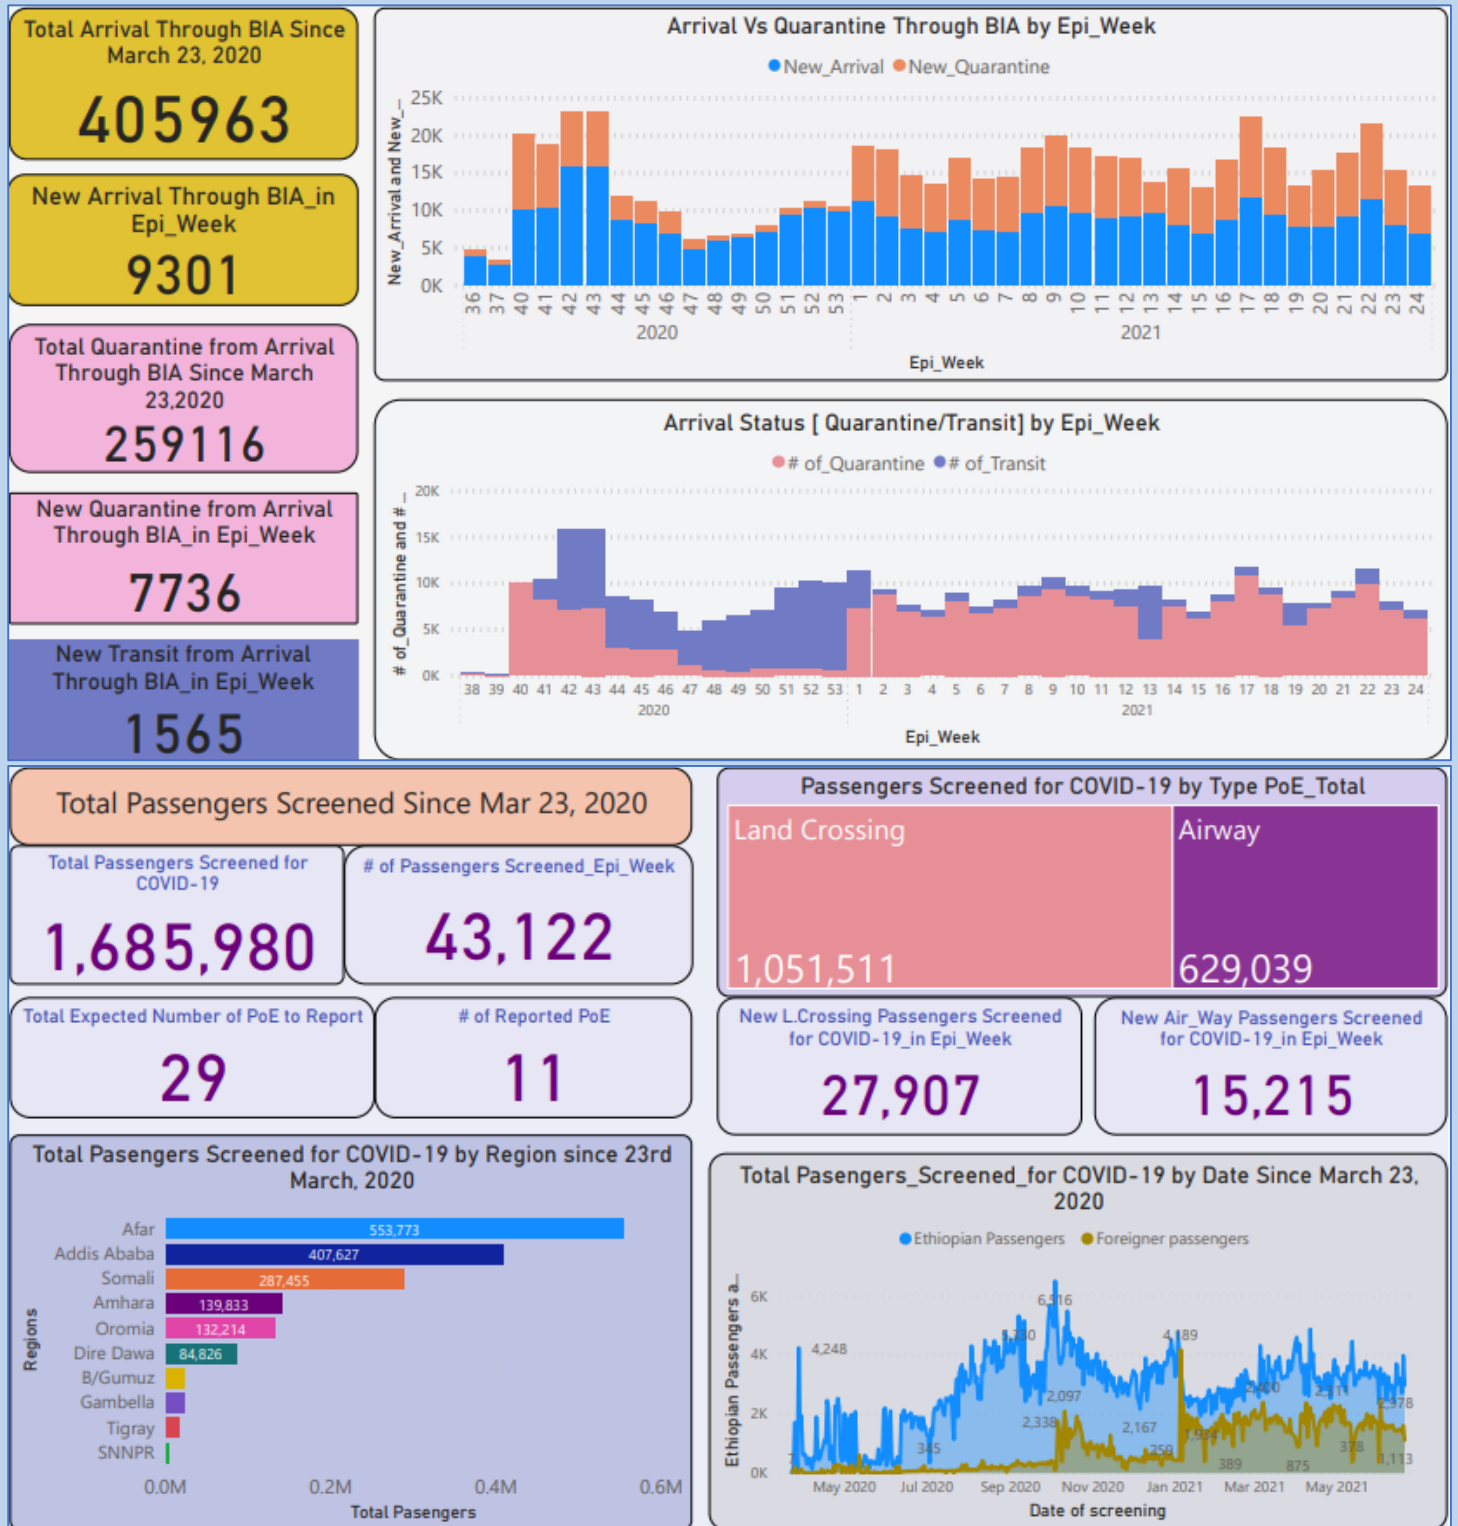 Total Arrival Through BIA Since
March 23, 2020
405963
New Arrival Through BIA_in
Epi_Week
9301
Total Quarantine from Arrival
Through BIA Since March
23,2020
259116
New Quarantine from Arrival
Through BIA_in Epi_Week
7736
New Transit from Arrival
Through BIA_in Epi_Week
1565
Arrival Vs Quarantine Through BIA by Epi_Week
New_Arrival New_Quarantine
New_Arrival and New_...
25K
20K
15K
10K
5K
0K
36 37 40 41 42 43 44 45 46 47 48 49 50 51 52 53 1 2 3 4 5 6 7 8 9 10 11 12 13 14 15 16 17 18 19 20 21 22 23 24
2020 2021
Epi_Week
Arrival Status [ Quarantine/Transit] by Epi_Week
# of_Quarantine # of_Transit
# of_Quarantine and # ...
20K
15K
10K
5K
0K
38 39 40 41 42 43 44 45 46 47 48 49 50 51 52 53 1 2 3 4 5 6 7 8 9 10 11 12 13 14 15 16 17 18 19 20 21 22 23 24
2020 2021
Epi_Week
Total Passengers Screened Since Mar 23, 2020
Total Passengers Screened for
COVID-19
1,685,980
# of Passengers Screened_Epi_Week
43,122
Total Expected Number of PoE to Report
29
# of Reported PoE
11
Passengers Screened for COVID-19 by Type PoE_Total
Land Crossing
1,051,511
Airway
629,039
New L.Crossing Passengers Screened
for COVID-19_in Epi_Week
27,907
New Air_Way Passengers Screened
for COVID-19_in Epi_Week
15,215
Total Pasengers Screened for COVID-19 by Region since 23rd
March, 2020
Regions
Afar 553,773
Addis Ababa 407,627
Somali 287,455
Amhara 139,833
Oromia 132,214
Dire Dawa 84,826
B/Gumuz
Gambella
Tigray
SNNPR
0.0M 0.2M 0.4M 0.6M
Total Pasengers
Total Pasengers_Screened_for COVID-19 by Date Since March 23,
2020
Ethiopian Passengers Foreigner passengers
Ethiopian Passengers a...
6K
4K
2K
0K
4,248
345
6,516
2,097
2,338
2,167
259
4,189
389
875
378
2,978
1,113
May 2020 Jul 2020 Sep 2020 Nov 2020 Jan 2021 Mar 2021 May 2021
Date of screening